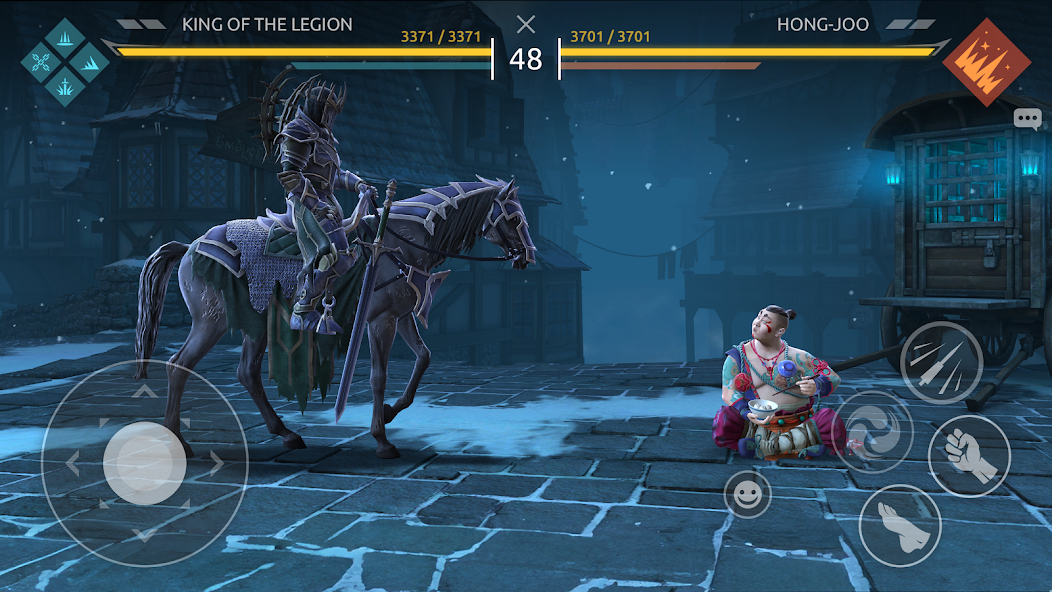 KING OF THE LEGION
HONG-JOO
3371 / 3371
3701 / 3701
48